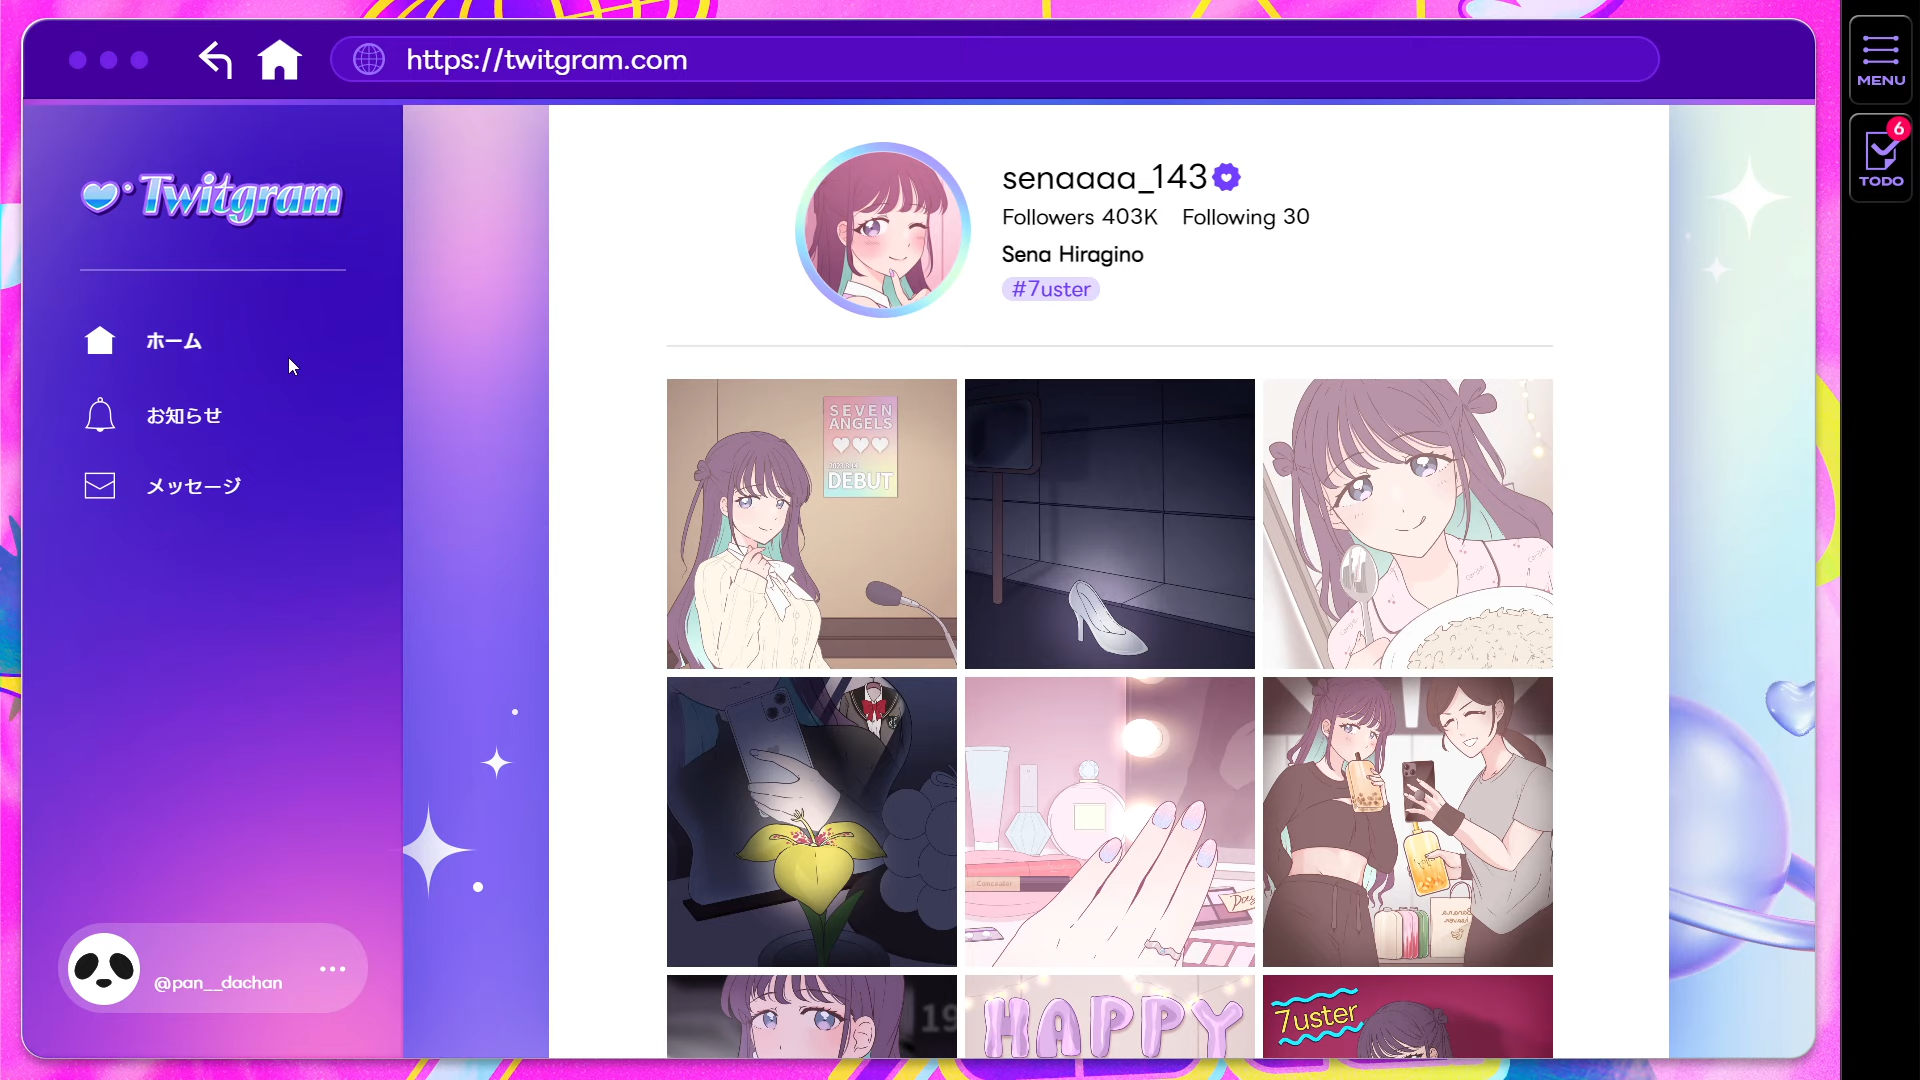 https://twitgram.com
MENU
6
TODO
Twitgram
ホーム
お知らせ
メッセージ
@pan__dachan
senaaaa_143
Followers 403K Following 30
Sena Hiragino
#7uster
SEVEN
ANGELS
DEBUT
Concealer
HAPPY
7uster